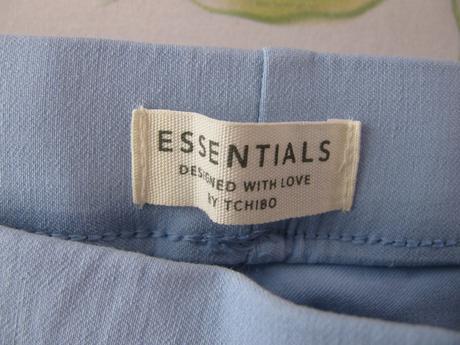 ESSENTIALS
DESIGNED WITH LOVE
BY TCHIBO